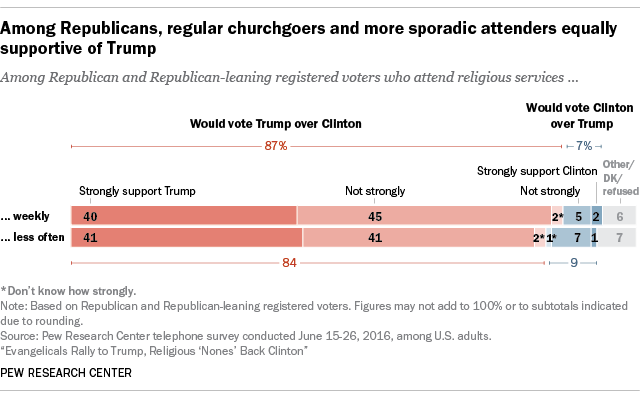 Among Republicans, regular churchgoers and more sporadic attenders equally
supportive of Trump
Among Republican and Republican-leaning registered voters who attend religious services ...
Would vote Trump over Clinton
Would vote Clinton
over Trump
87%
7%
Strongly support Clinton
Other/
DK/
refused
Strongly support Trump
Not strongly
Not strongly
... weekly
40
45
2*
5
2
6
... less often
41
41
2*
1*
7
1
7
84
9
*Don't know how strongly.
Note: Based on Republican and Republican-leaning registered voters. Figures may not add to 100% or to subtotals indicated
due to rounding.
Source: Pew Research Center telephone survey conducted June 15-26, 2016, among U.S. adults.
“Evangelicals Rally to Trump, Religious ‘Nones’ Back Clinton”
PEW RESEARCH CENTER